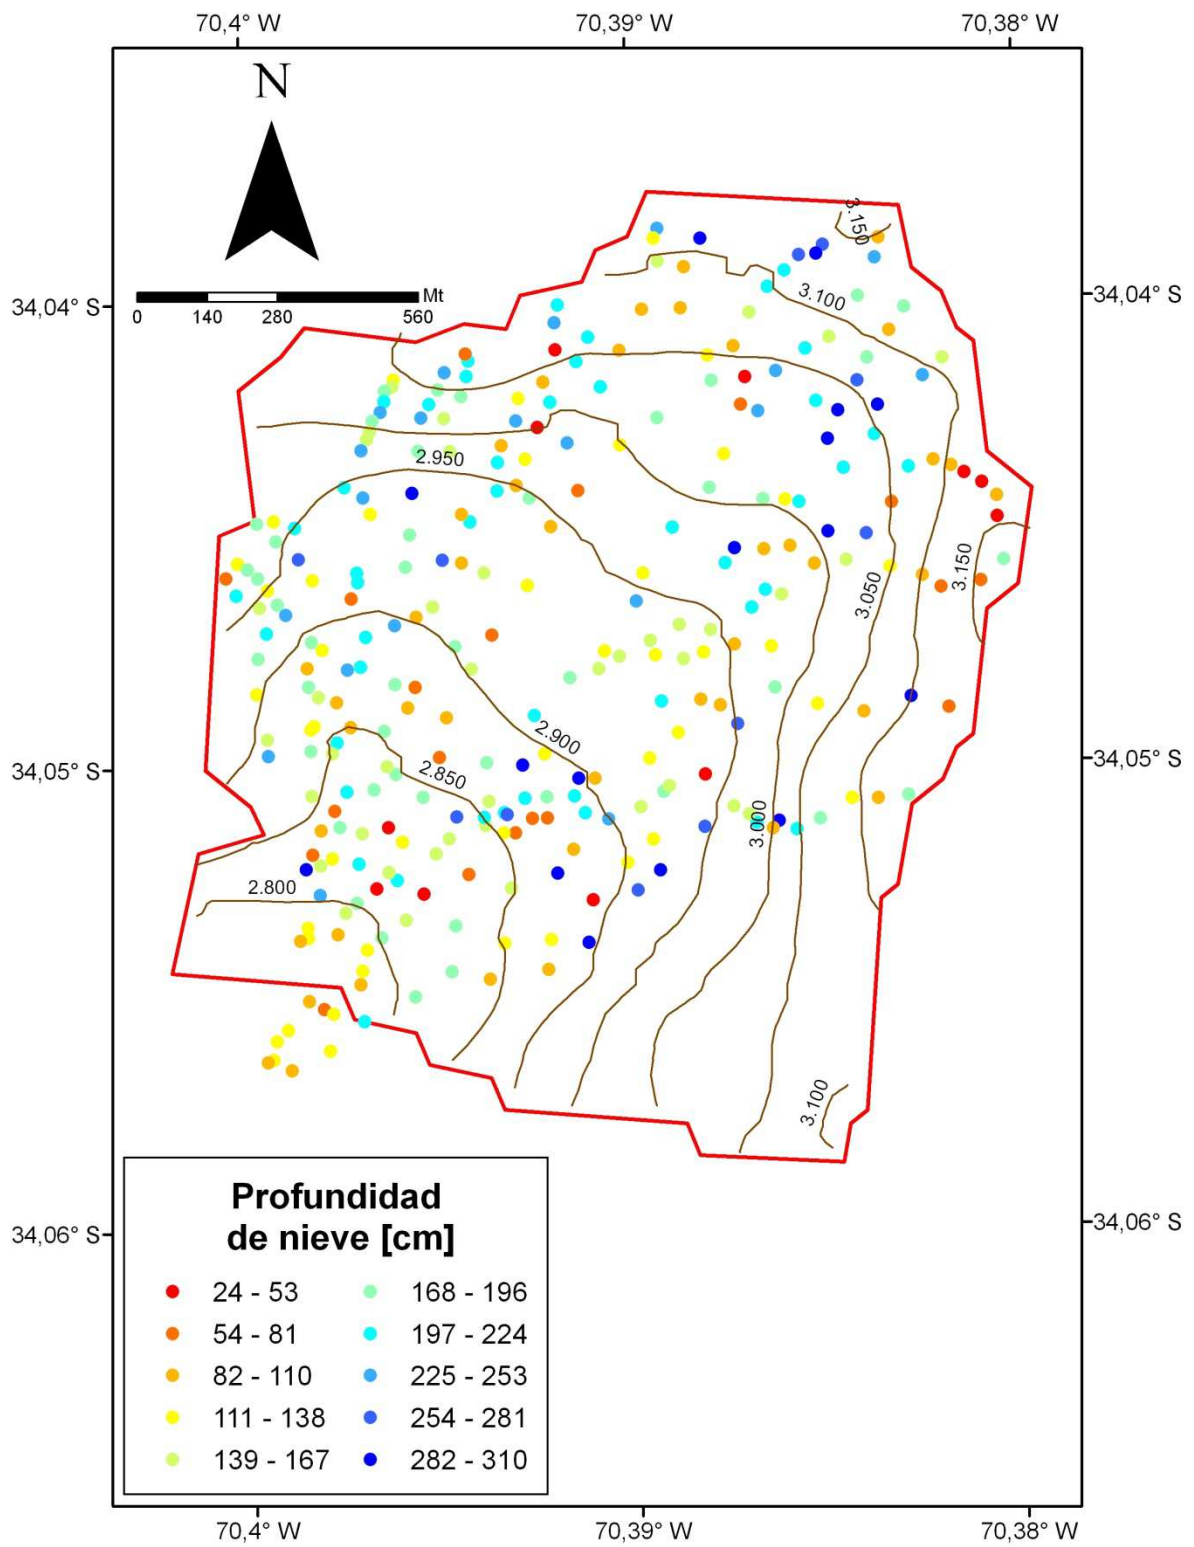 70,4° W 70,39° W 70,38° W
N
3.150
34,04° S 34,04° S
Mt
0 140 280 560
3.100
2.950
3.150
3.050
2.900
34,05° S 34,05° S
2.850
3.000
2.800
3.100
Profundidad
de nieve [cm]
34,06° S 34,06° S
24 - 53 168 - 196
54 - 81 197 - 224
82 - 110 225 - 253
111 - 138 254 - 281
139 - 167 282 - 310
70,4° W 70,39° W 70,38° W